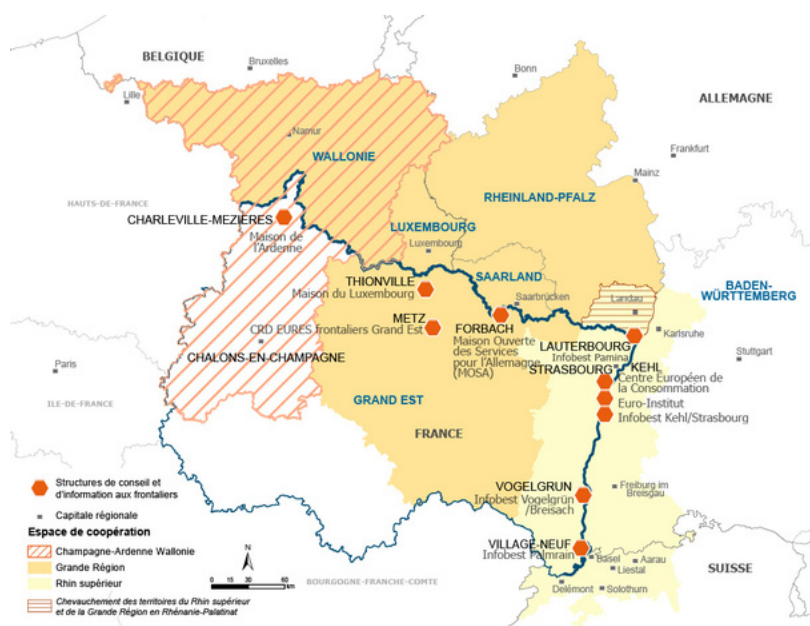 BELGIQUE
Bruxelles
Bonn
ALLEMAGNE
Lille
Namur
Frankfurt
WALLONIE
Mainz
HAUTS-DE-FRANCE
RHEINLAND-PFALZ
CHARLEVILLE-MEZIERES
Maison de
l'Ardenne
LUXEMBOURG
Luxembourg
SAARLAND
BADEN-
WÜRTTEMBERG
THIONVILLE
Maison du Luxembourg
Saarbrücken
Landau
METZ
CRD EURES frontaliers Grand Est
FORBACH
Maison Ouverte
des Services
pour l'Allemagne
(MOSA)
Karlsruhe
LAUTERBOURG
Infobest Pamina
Stuttgart
CHALONS-EN-CHAMPAGNE
Paris
STRASBOURG
KEHL
Centre Européen de
la Consommation
Euro-Institut
Infobest Kehl/Strasbourg
ILE-DE-FRANCE
GRAND EST
FRANCE
VOGELGRUN
Infobest Vogelgrün
/Breisach
Freiburg im
Breisgau
VILLAGE-NEUF
Infobest Palmrain
Basel
Aarau
Liestal
SUISSE
Delémont
Solothurn
BOURGOGNE-FRANCHE-COMTE
Structures de conseil et
d'information aux frontaliers
Capitale régionale
Espace de coopération
Champagne-Ardenne Wallonie
Grande Région
Rhin supérieur
Chevauchement des territoires du Rhin supérieur
et de la Grande Région en Rhénanie-Palatinat
N
0 30 60
km